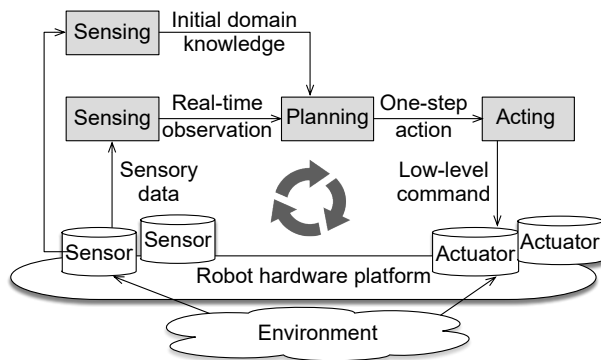 Sensing
Initial domain
knowledge
Sensing
Real-time
observation
Planning
One-step
action
Acting
Sensory
data
Low-level
command
Sensor
Sensor
Actuator
Actuator
Robot hardware platform
Environment